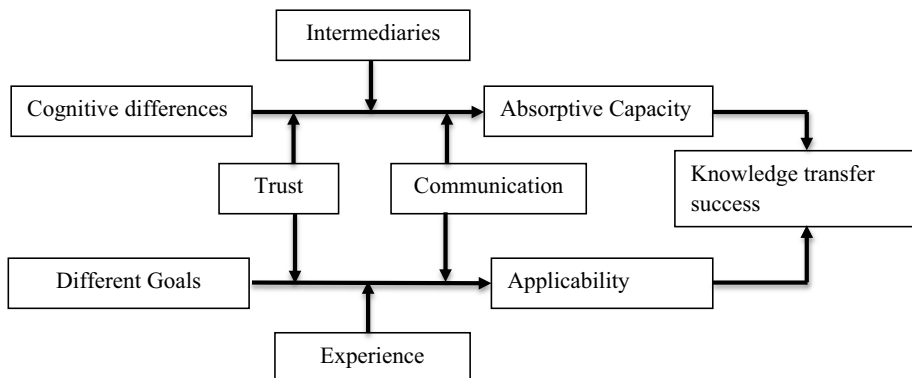 Intermediaries
Cognitive differences
Absorptive Capacity
Trust
Communication
Knowledge transfer
success
Different Goals
Applicability
Experience